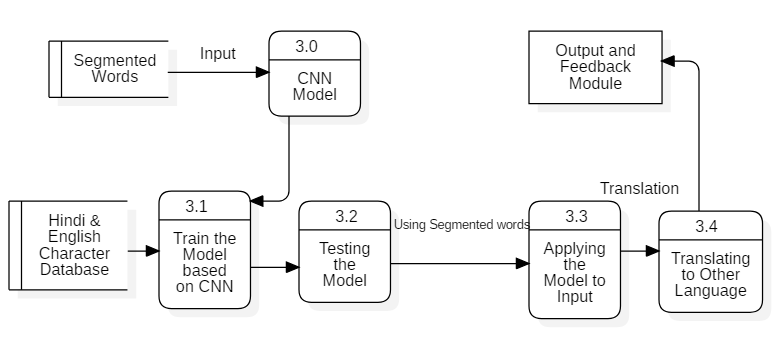 Segmented
Words
Input
3.0
CNN
Model
Output and
Feedback
Module
Hindi &
English
Character
Database
3.1
Train the
Model
based
on CNN
3.2
Testing
the
Model
Using Segmented words
3.3
Applying
the
Model to
Input
Translation
3.4
Translating
to Other
Language